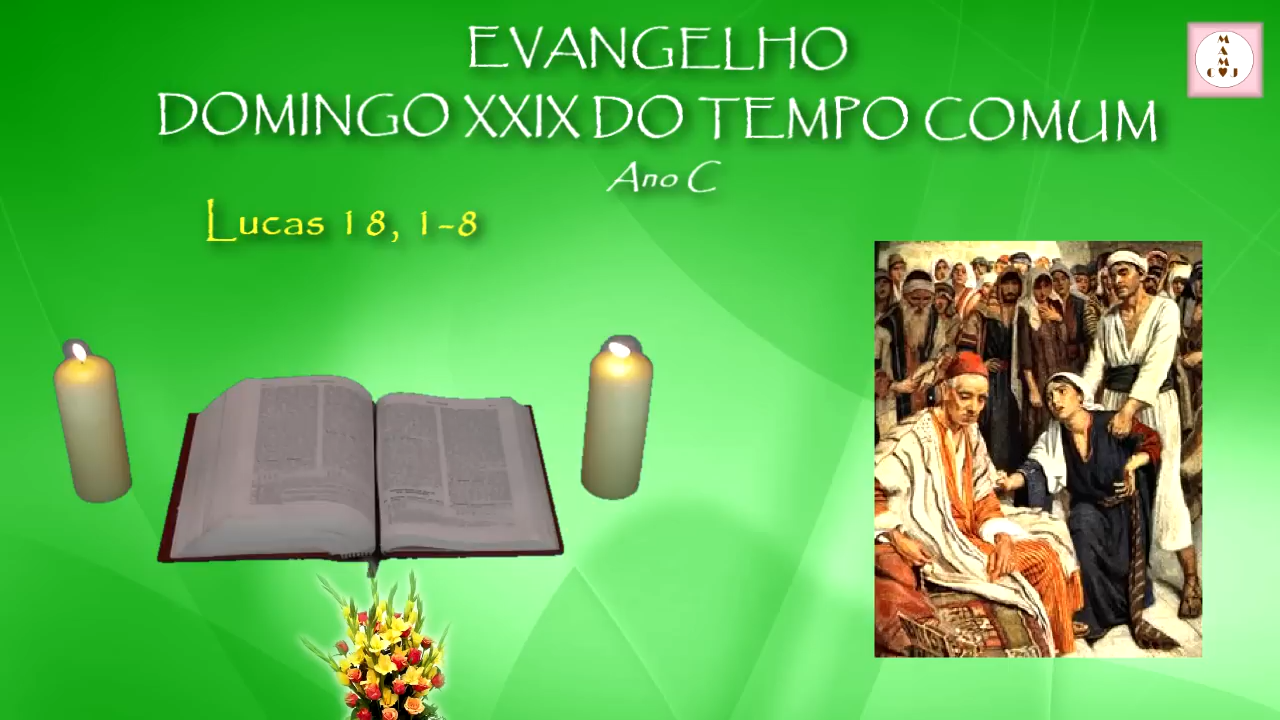 EVANGELHO
DOMINGO XXIX DO TEMPO COMUM
Ano C
Lucas 18, 1-8
M
A
M
C♥J